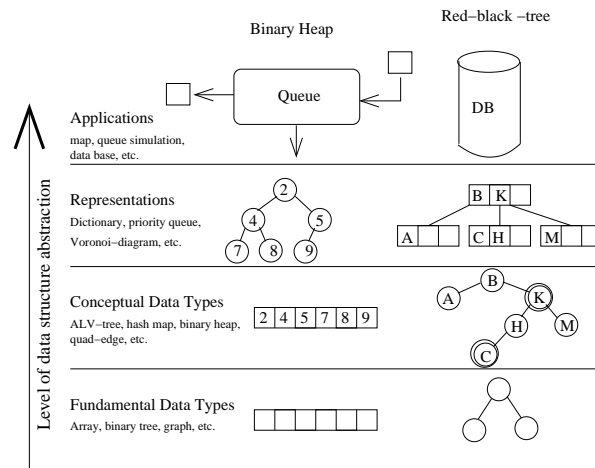 Red-black -tree
Binary Heap
Queue
DB
Applications
map, queue simulation,
data base, etc.
Representations
Dictionary, priority queue,
Voronoi-diagram, etc.
2
4 5
7 8 9
B K
A C H M
Conceptual Data Types
ALV-tree, hash map, binary heap,
quad-edge, etc.
2 4 5 7 8 9
B
A K
H M
C
Fundamental Data Types
Array, binary tree, graph, etc.
Level of data structure abstraction